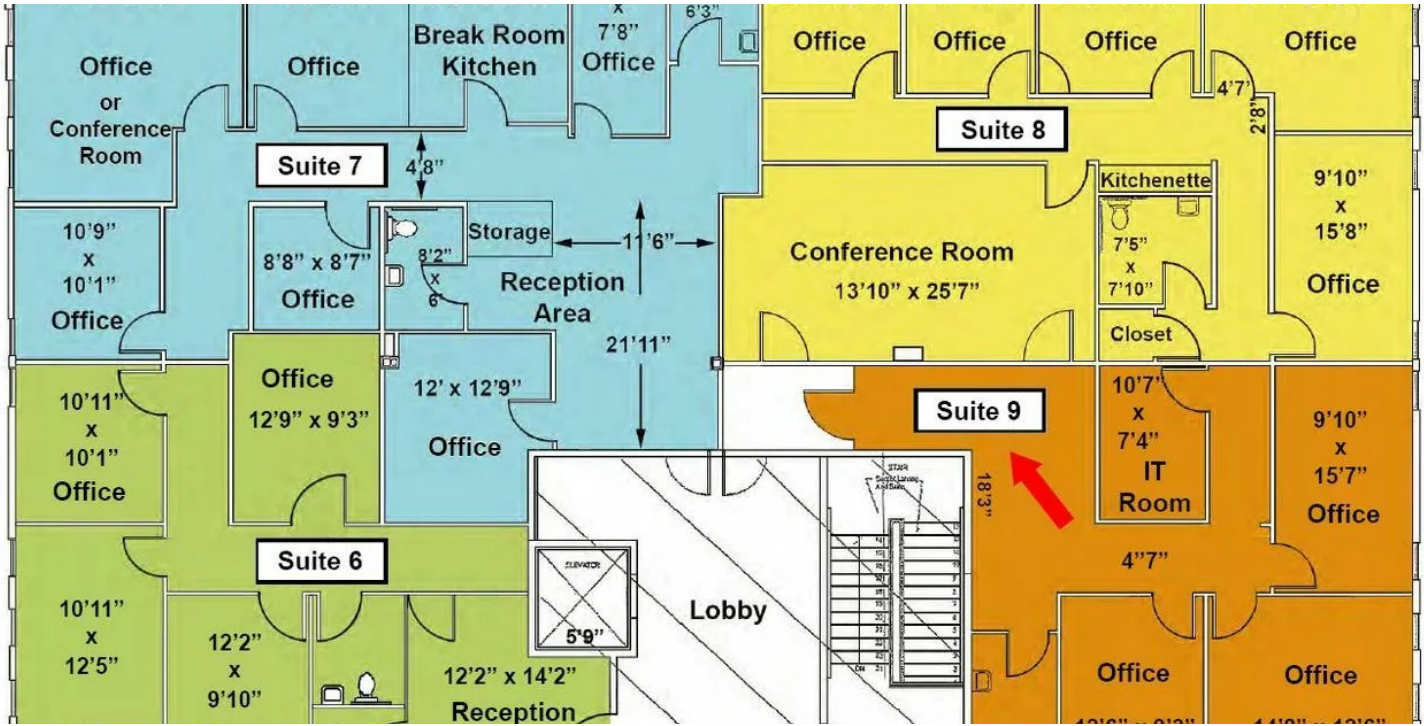 Office
or
Conference
Room
Office
Break Room
Kitchen
x
7'8”
Office
6'3”
Office
Office
Office
Office
4'7'
2'8”
Suite 7
4'8”
Suite 8
10'9”
x
10'1”
Office
8'8” x 8'7”
Office
8'2”
x
6'
Storage
11'6”
Reception
Area
21'11”
Conference Room
13'10” x 25'7”
Kitchenette
7'5”
x
7'10”
Closet
9'10”
x
15'8”
Office
10'11”
x
10'1”
Office
Office
12'9” x 9'3”
12' x 12'9”
Office
Suite 9
10'7”
x
7'4”
IT
Room
9'10”
x
15'7”
Office
18'3”
4”7'
STAIR
Suite 6
ELEVATOR
5'9”
Lobby
10'11”
x
12'5”
12'2”
x
9'10”
12'2” x 14'2”
Reception
Office
Office